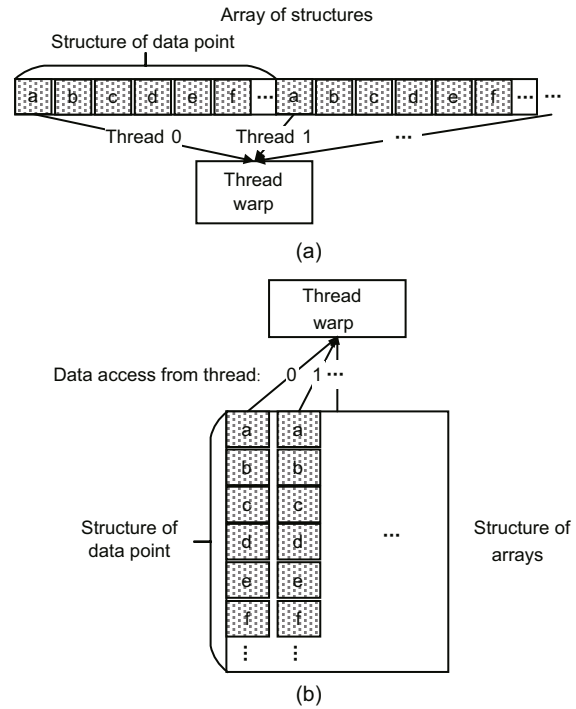 Array of structures
Structure of data point
a b c d e f ··· a b c d e f ··· ···
Thread 0 Thread 1 ···
Thread
warp
(a)
Thread
warp
Data access from thread: 0 1 ···
a a
b b
c c
Structure of
data point
d d
···
Structure of
arrays
e e
f f
⋮ ⋮
(b)